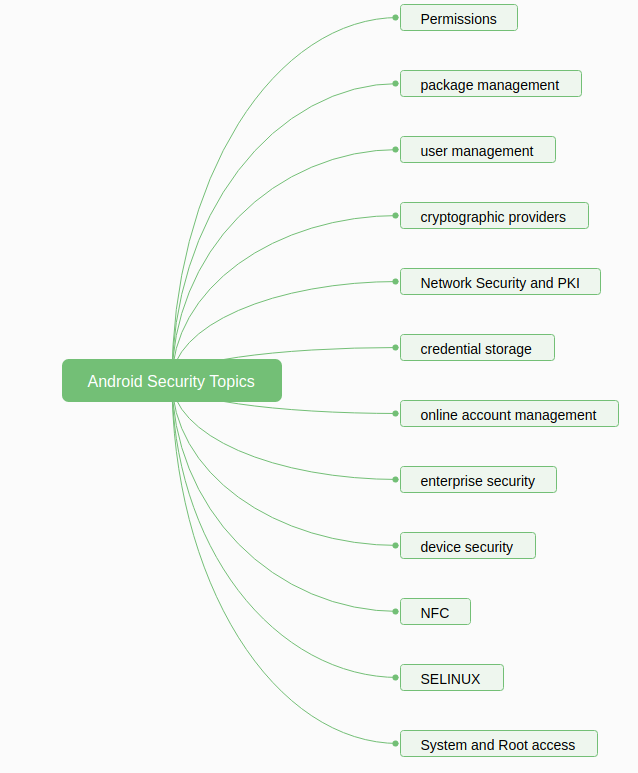 Permissions
package management
user management
cryptographic providers
Network Security and PKI
credential storage
Android Security Topics
online account management
enterprise security
device security
NFC
SELINUX
System and Root access